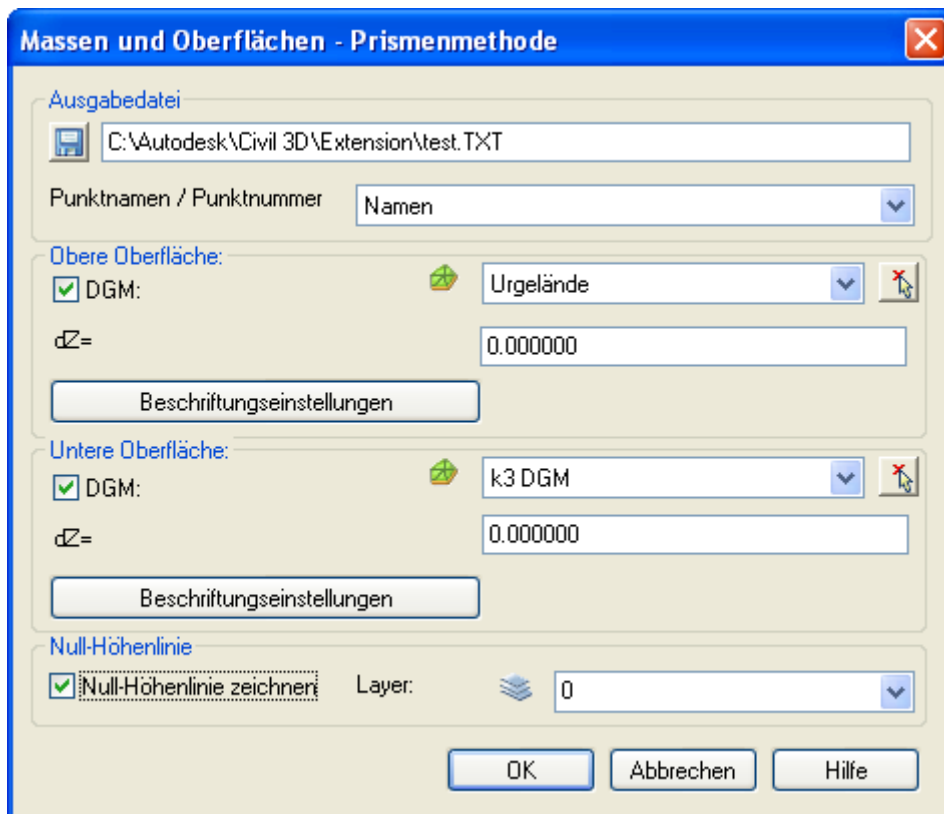 Massen und Oberflächen - Prismenmethode
Ausgabedatei
C:\Autodesk\Civil 3D\Extension\test.TXT
Punktnamen / Punktnummer Namen
Obere Oberfläche:
DGM: Urgelände
dZ= 0.000000
Beschriftungseinstellungen
Untere Oberfläche:
DGM: k3 DGM
dZ= 0.000000
Beschriftungseinstellungen
Null-Höhenlinie
Null-Höhenlinie zeichnen Layer: 0
OK Abbrechen Hilfe